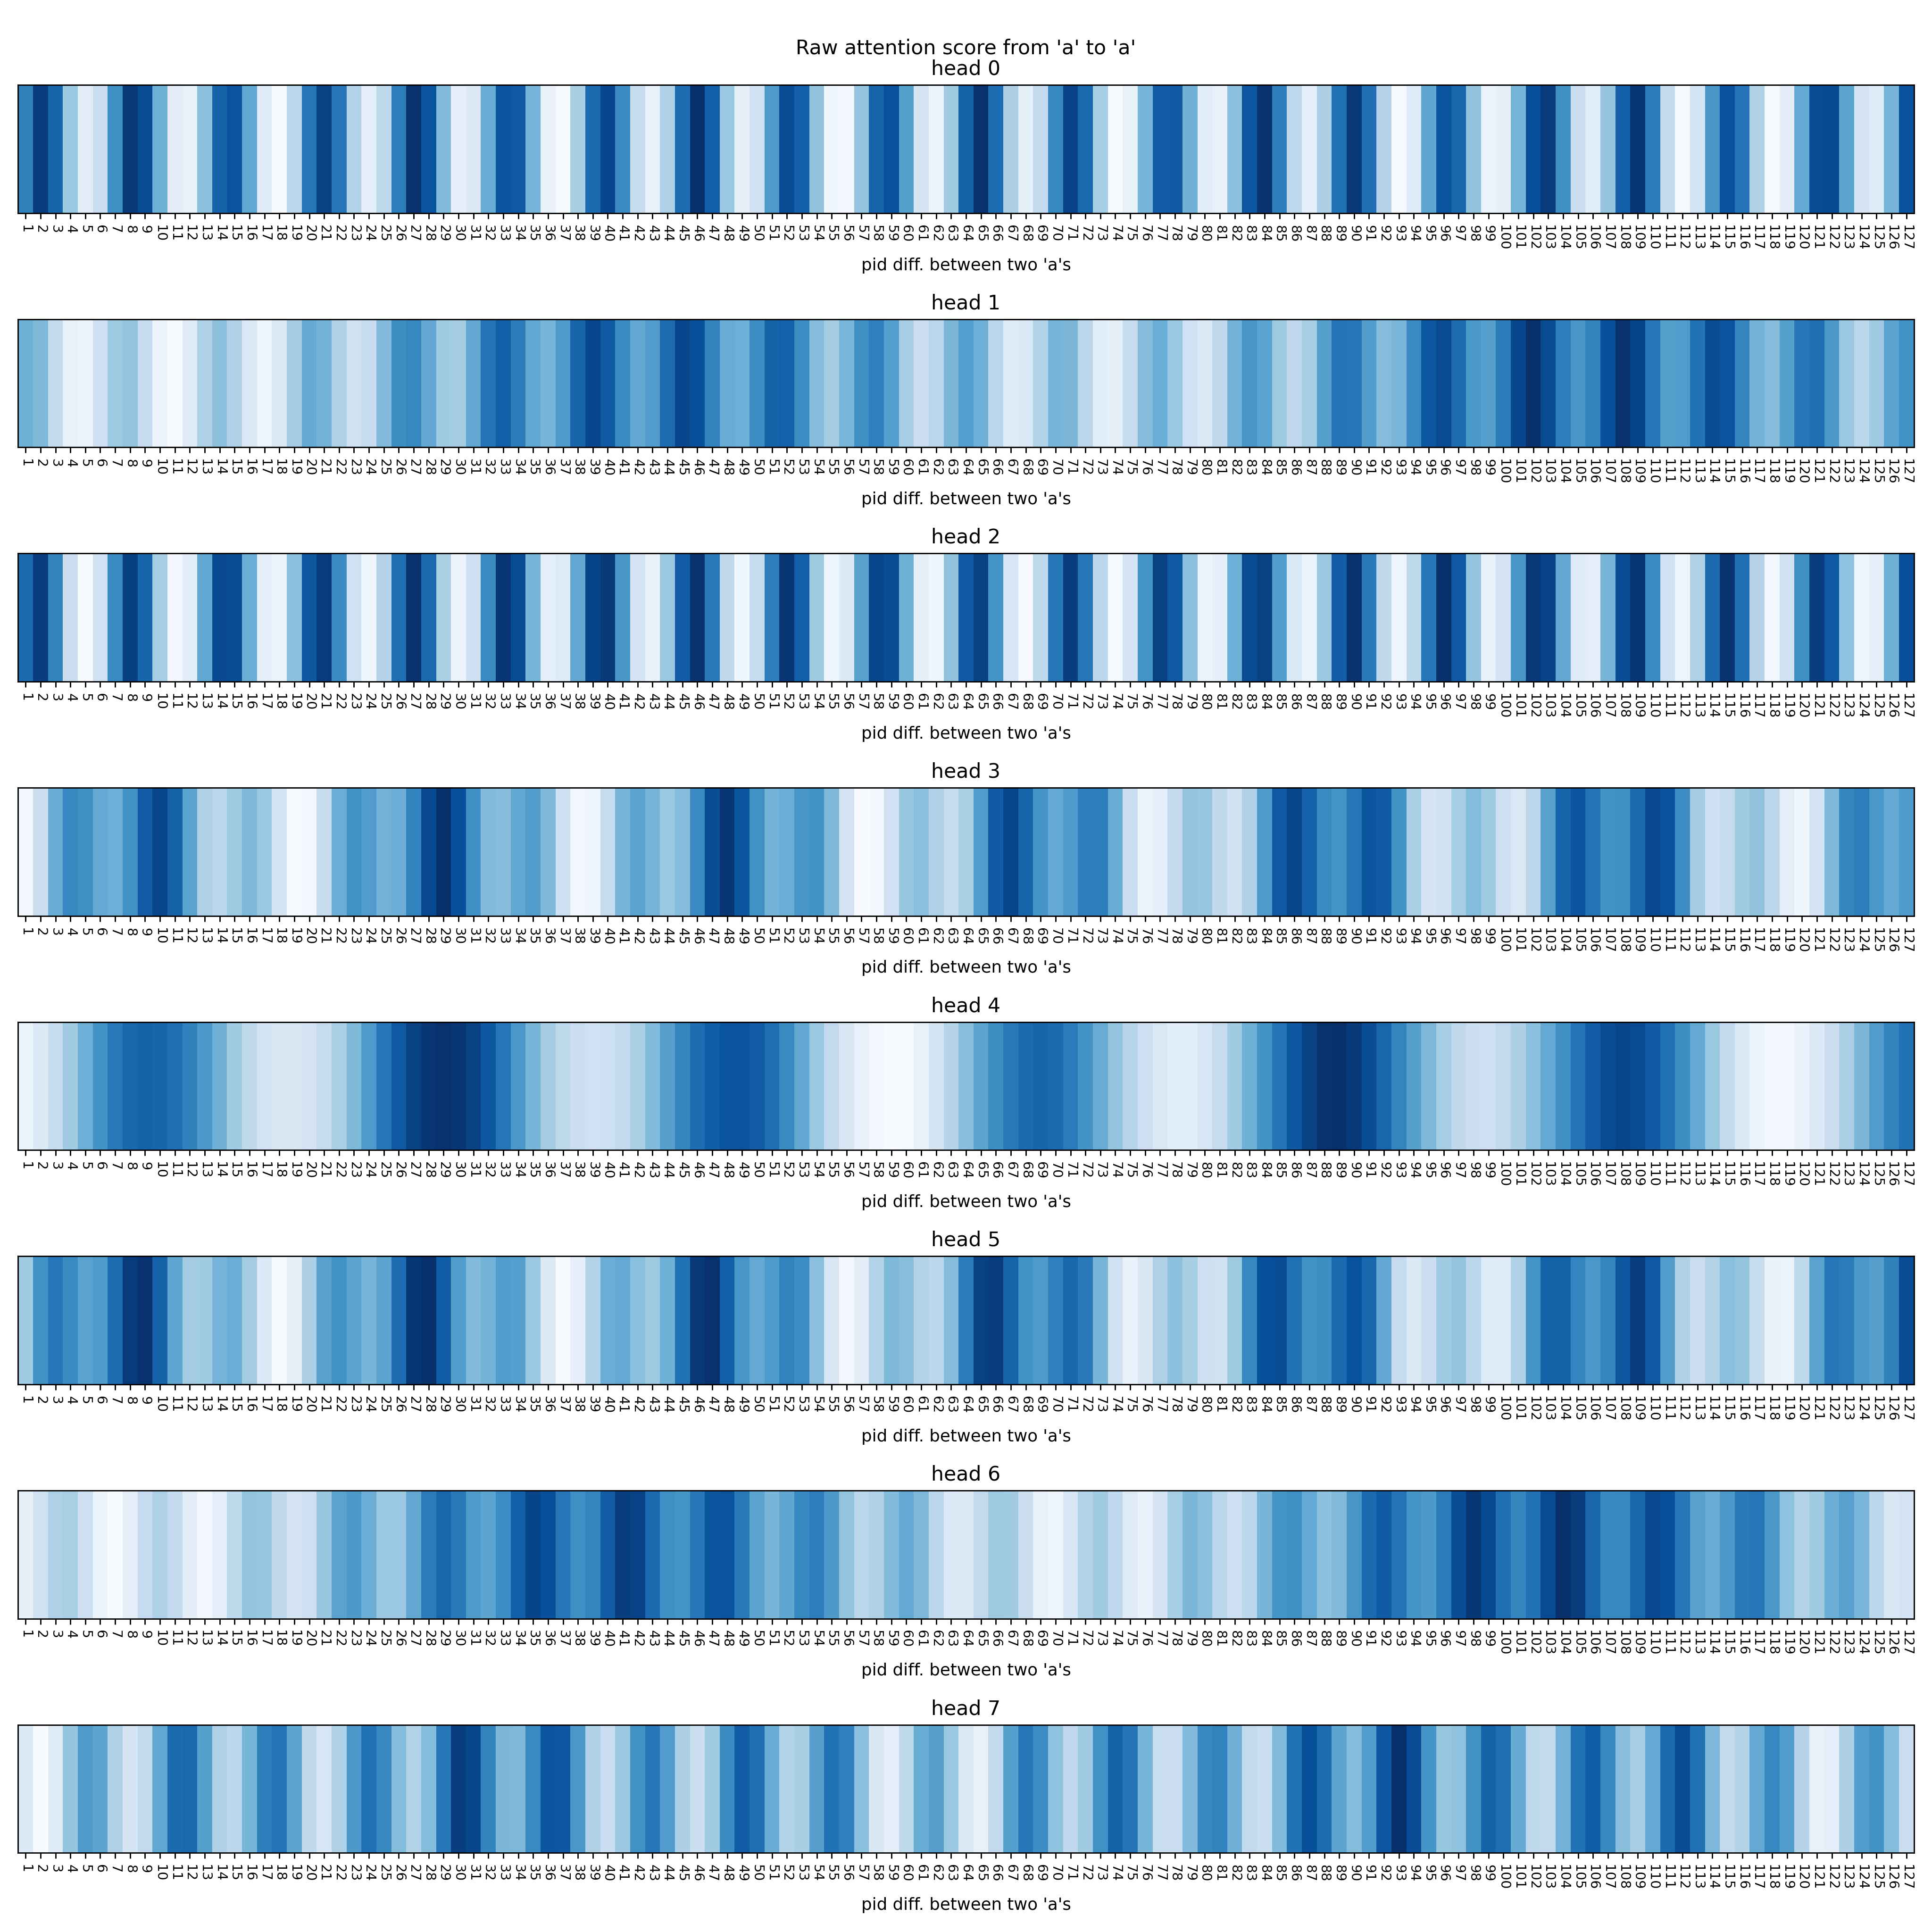 Raw attention score from 'a' to 'a'
head 0
1 2 3 4 5 6 7 8 9 10 11 12 13 14 15 16 17 18 19 20 21 22 23 24 25 26 27 28 29 30 31 32 33 34 35 36 37 38 39 40 41 42 43 44 45 46 47 48 49 50 51 52 53 54 55 56 57 58 59 60 61 62 63 64 65 66 67 68 69 70 71 72 73 74 75 76 77 78 79 80 81 82 83 84 85 86 87 88 89 90 91 92 93 94 95 96 97 98 99 100 101 102 103 104 105 106 107 108 109 110 111 112 113 114 115 116 117 118 119 120 121 122 123 124 125 126 127
pid diff. between two 'a's
head 1
1 2 3 4 5 6 7 8 9 10 11 12 13 14 15 16 17 18 19 20 21 22 23 24 25 26 27 28 29 30 31 32 33 34 35 36 37 38 39 40 41 42 43 44 45 46 47 48 49 50 51 52 53 54 55 56 57 58 59 60 61 62 63 64 65 66 67 68 69 70 71 72 73 74 75 76 77 78 79 80 81 82 83 84 85 86 87 88 89 90 91 92 93 94 95 96 97 98 99 100 101 102 103 104 105 106 107 108 109 110 111 112 113 114 115 116 117 118 119 120 121 122 123 124 125 126 127
pid diff. between two 'a's
head 2
1 2 3 4 5 6 7 8 9 10 11 12 13 14 15 16 17 18 19 20 21 22 23 24 25 26 27 28 29 30 31 32 33 34 35 36 37 38 39 40 41 42 43 44 45 46 47 48 49 50 51 52 53 54 55 56 57 58 59 60 61 62 63 64 65 66 67 68 69 70 71 72 73 74 75 76 77 78 79 80 81 82 83 84 85 86 87 88 89 90 91 92 93 94 95 96 97 98 99 100 101 102 103 104 105 106 107 108 109 110 111 112 113 114 115 116 117 118 119 120 121 122 123 124 125 126 127
pid diff. between two 'a's
head 3
1 2 3 4 5 6 7 8 9 10 11 12 13 14 15 16 17 18 19 20 21 22 23 24 25 26 27 28 29 30 31 32 33 34 35 36 37 38 39 40 41 42 43 44 45 46 47 48 49 50 51 52 53 54 55 56 57 58 59 60 61 62 63 64 65 66 67 68 69 70 71 72 73 74 75 76 77 78 79 80 81 82 83 84 85 86 87 88 89 90 91 92 93 94 95 96 97 98 99 100 101 102 103 104 105 106 107 108 109 110 111 112 113 114 115 116 117 118 119 120 121 122 123 124 125 126 127
pid diff. between two 'a's
head 4
1 2 3 4 5 6 7 8 9 10 11 12 13 14 15 16 17 18 19 20 21 22 23 24 25 26 27 28 29 30 31 32 33 34 35 36 37 38 39 40 41 42 43 44 45 46 47 48 49 50 51 52 53 54 55 56 57 58 59 60 61 62 63 64 65 66 67 68 69 70 71 72 73 74 75 76 77 78 79 80 81 82 83 84 85 86 87 88 89 90 91 92 93 94 95 96 97 98 99 100 101 102 103 104 105 106 107 108 109 110 111 112 113 114 115 116 117 118 119 120 121 122 123 124 125 126 127
pid diff. between two 'a's
head 5
1 2 3 4 5 6 7 8 9 10 11 12 13 14 15 16 17 18 19 20 21 22 23 24 25 26 27 28 29 30 31 32 33 34 35 36 37 38 39 40 41 42 43 44 45 46 47 48 49 50 51 52 53 54 55 56 57 58 59 60 61 62 63 64 65 66 67 68 69 70 71 72 73 74 75 76 77 78 79 80 81 82 83 84 85 86 87 88 89 90 91 92 93 94 95 96 97 98 99 100 101 102 103 104 105 106 107 108 109 110 111 112 113 114 115 116 117 118 119 120 121 122 123 124 125 126 127
pid diff. between two 'a's
head 6
1 2 3 4 5 6 7 8 9 10 11 12 13 14 15 16 17 18 19 20 21 22 23 24 25 26 27 28 29 30 31 32 33 34 35 36 37 38 39 40 41 42 43 44 45 46 47 48 49 50 51 52 53 54 55 56 57 58 59 60 61 62 63 64 65 66 67 68 69 70 71 72 73 74 75 76 77 78 79 80 81 82 83 84 85 86 87 88 89 90 91 92 93 94 95 96 97 98 99 100 101 102 103 104 105 106 107 108 109 110 111 112 113 114 115 116 117 118 119 120 121 122 123 124 125 126 127
pid diff. between two 'a's
head 7
1 2 3 4 5 6 7 8 9 10 11 12 13 14 15 16 17 18 19 20 21 22 23 24 25 26 27 28 29 30 31 32 33 34 35 36 37 38 39 40 41 42 43 44 45 46 47 48 49 50 51 52 53 54 55 56 57 58 59 60 61 62 63 64 65 66 67 68 69 70 71 72 73 74 75 76 77 78 79 80 81 82 83 84 85 86 87 88 89 90 91 92 93 94 95 96 97 98 99 100 101 102 103 104 105 106 107 108 109 110 111 112 113 114 115 116 117 118 119 120 121 122 123 124 125 126 127
pid diff. between two 'a's